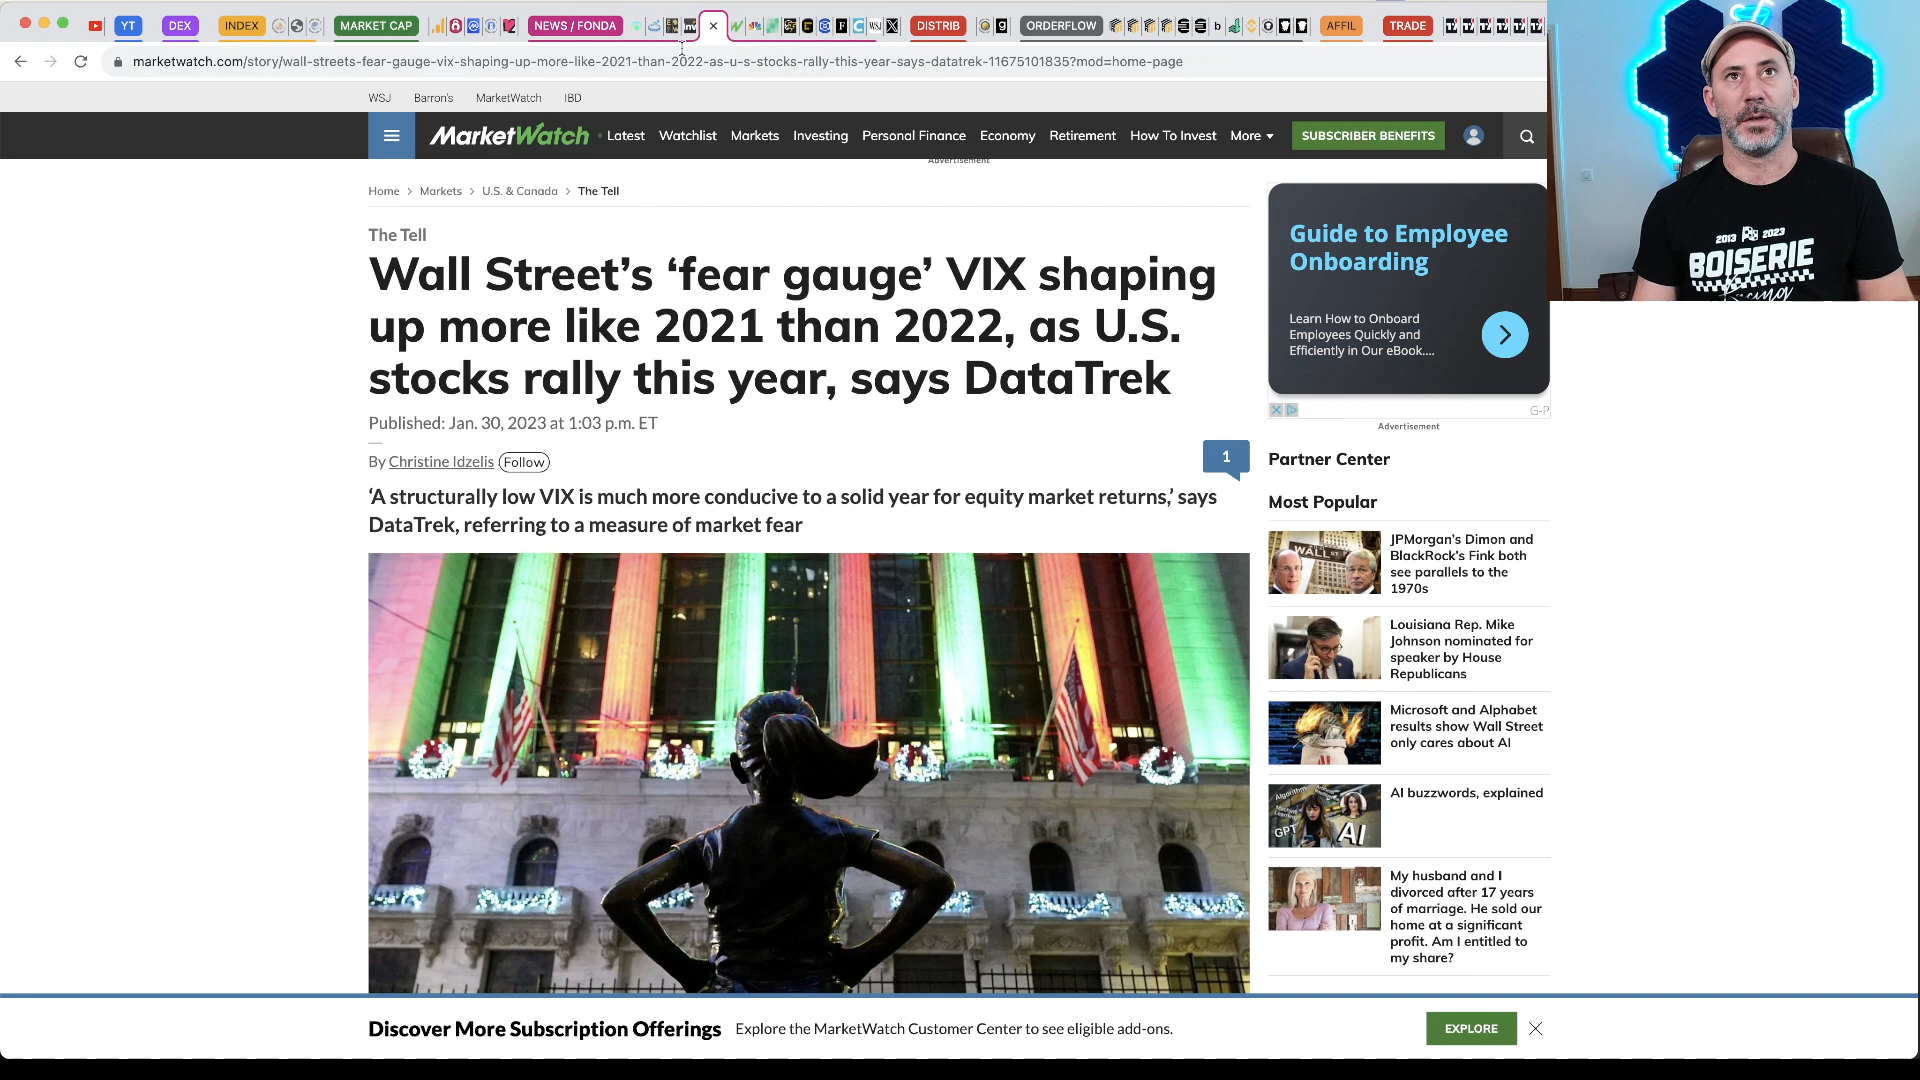 YT
DEX
INDEX
MARKET CAP
NEWS / FONDA
DISTRIB
ORDERFLOW
AFFIL
TRADE
marketwatch.com/story/wall-streets-fear-gauge-vix-shaping-up-more-like-2021-than-2022-as-u-s-stocks-rally-this-year-says-datatrek-11675101835?mod=home-page
WSJ Barron's MarketWatch IBD
MarketWatch
Latest Watchlist Markets Investing Personal Finance Economy Retirement How To Invest More
SUBSCRIBER BENEFITS
Advertisement
Home > Markets > U.S. & Canada > The Tell
The Tell
Wall Street’s ‘fear gauge’ VIX shaping
up more like 2021 than 2022, as U.S.
stocks rally this year, says DataTrek
Published: Jan. 30, 2023 at 1:03 p.m. ET
By Christine Idzelis Follow
1
‘A structurally low VIX is much more conducive to a solid year for equity market returns,’ says
DataTrek, referring to a measure of market fear
Guide to Employee
Onboarding
Learn How to Onboard
Employees Quickly and
Efficiently in Our eBook....
G-P
Advertisement
Partner Center
Most Popular
WALL ST
JPMorgan’s Dimon and
BlackRock’s Fink both
see parallels to the
1970s
Louisiana Rep. Mike
Johnson nominated for
speaker by House
Republicans
Microsoft and Alphabet
results show Wall Street
only cares about AI
Algorithm
GPT
AI
AI buzzwords, explained
My husband and I
divorced after 17 years
of marriage. He sold our
home at a significant
profit. Am I entitled to
my share?
2013 2023
BOISERIE
Racing
Discover More Subscription Offerings Explore the MarketWatch Customer Center to see eligible add-ons.
EXPLORE